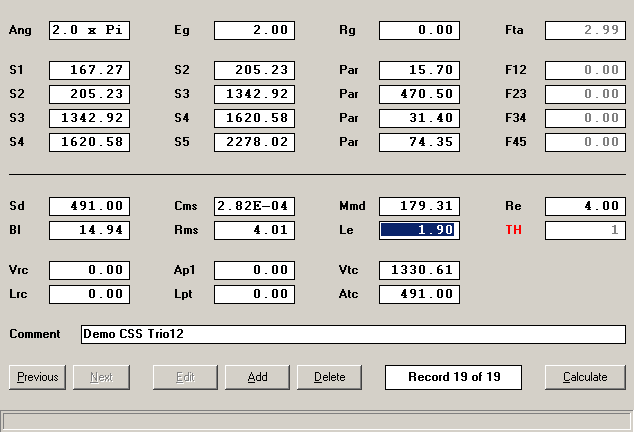 Ang 2.0 x Pi Eg 2.00 Rg 0.00 Fta 2.99
S1 167.27 S2 205.23 Par 15.70 F12 0.00
S2 205.23 S3 1342.92 Par 470.50 F23 0.00
S3 1342.92 S4 1620.58 Par 31.40 F34 0.00
S4 1620.58 S5 2278.02 Par 74.35 F45 0.00
Sd 491.00 Cms 2.82E-04 Mmd 179.31 Re 4.00
Bl 14.94 Rms 4.01 Le 1.90 TH 1
Vrc 0.00 Ap1 0.00 Vtc 1330.61
Lrc 0.00 Lpt 0.00 Atc 491.00
Comment Demo CSS Trio12
Previous Next Edit Add Delete Record 19 of 19 Calculate